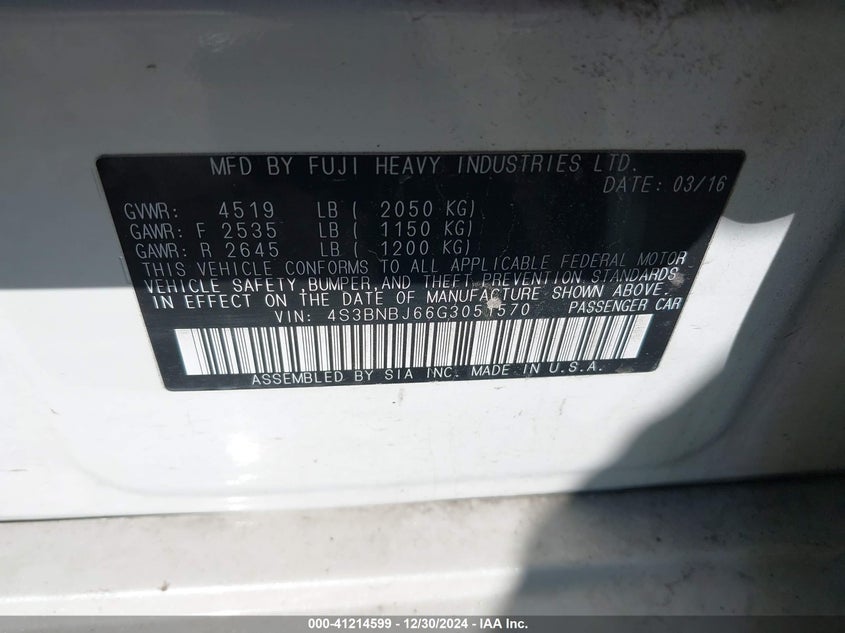 MFD BY FUJI HEAVY INDUSTRIES LTD.
DATE: 03/16
GVWR: 4519 LB ( 2050 KG)
GAWR: F 2535 LB ( 1150 KG)
GAWR: R 2645 LB ( 1200 KG)
THIS VEHICLE CONFORMS TO ALL APPLICABLE FEDERAL MOTOR
VEHICLE SAFETY,BUMPER,AND THEFT PREVENTION STANDARDS
IN EFFECT ON THE DATE OF MANUFACTURE SHOWN ABOVE.
VIN: 4S3BNBJ66G3051570 PASSENGER CAR
ASSEMBLED BY SIA INC. MADE IN U.S.A.
000-41214599 - 12/30/2024 - IAA Inc.